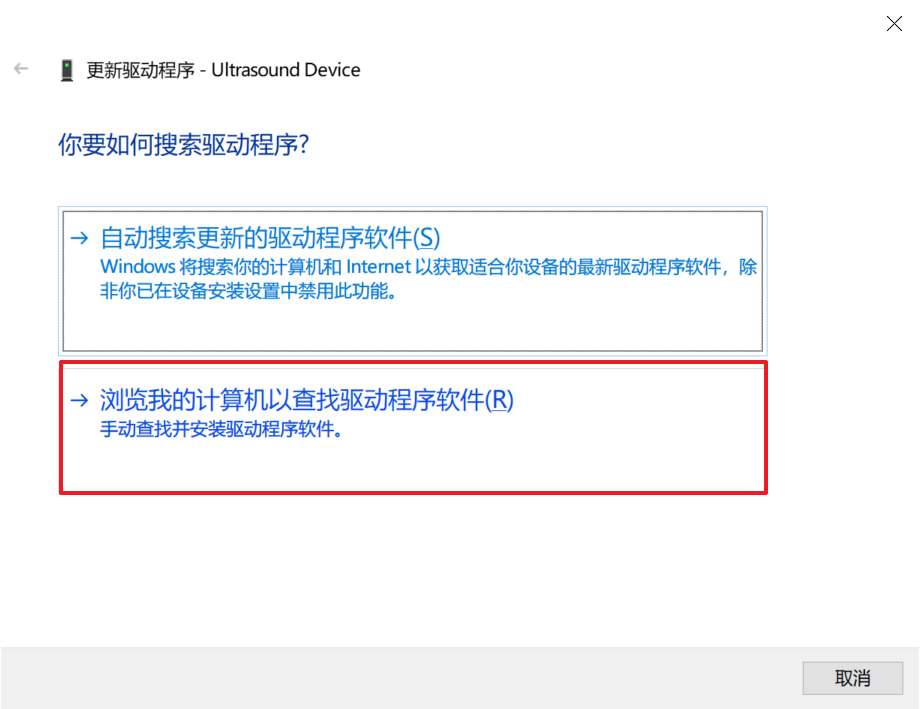 更新驱动程序 - Ultrasound Device
你要如何搜索驱动程序?
→ 自动搜索更新的驱动程序软件(S)
Windows 将搜索你的计算机和 Internet 以获取适合你设备的最新驱动程序软件，除
非你已在设备安装设置中禁用此功能。
→ 浏览我的计算机以查找驱动程序软件(R)
手动查找并安装驱动程序软件。
取消